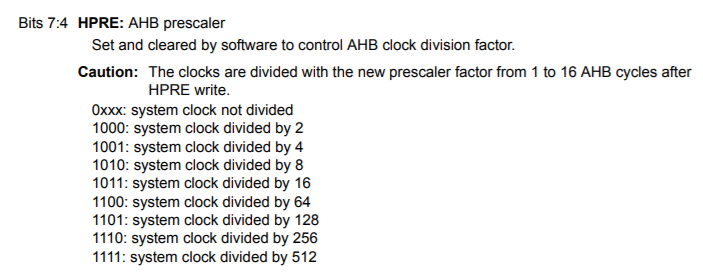 Bits 7:4 HPRE: AHB prescaler
Set and cleared by software to control AHB clock division factor.
Caution: The clocks are divided with the new prescaler factor from 1 to 16 AHB cycles after
HPRE write.
0xxx: system clock not divided
1000: system clock divided by 2
1001: system clock divided by 4
1010: system clock divided by 8
1011: system clock divided by 16
1100: system clock divided by 64
1101: system clock divided by 128
1110: system clock divided by 256
1111: system clock divided by 512